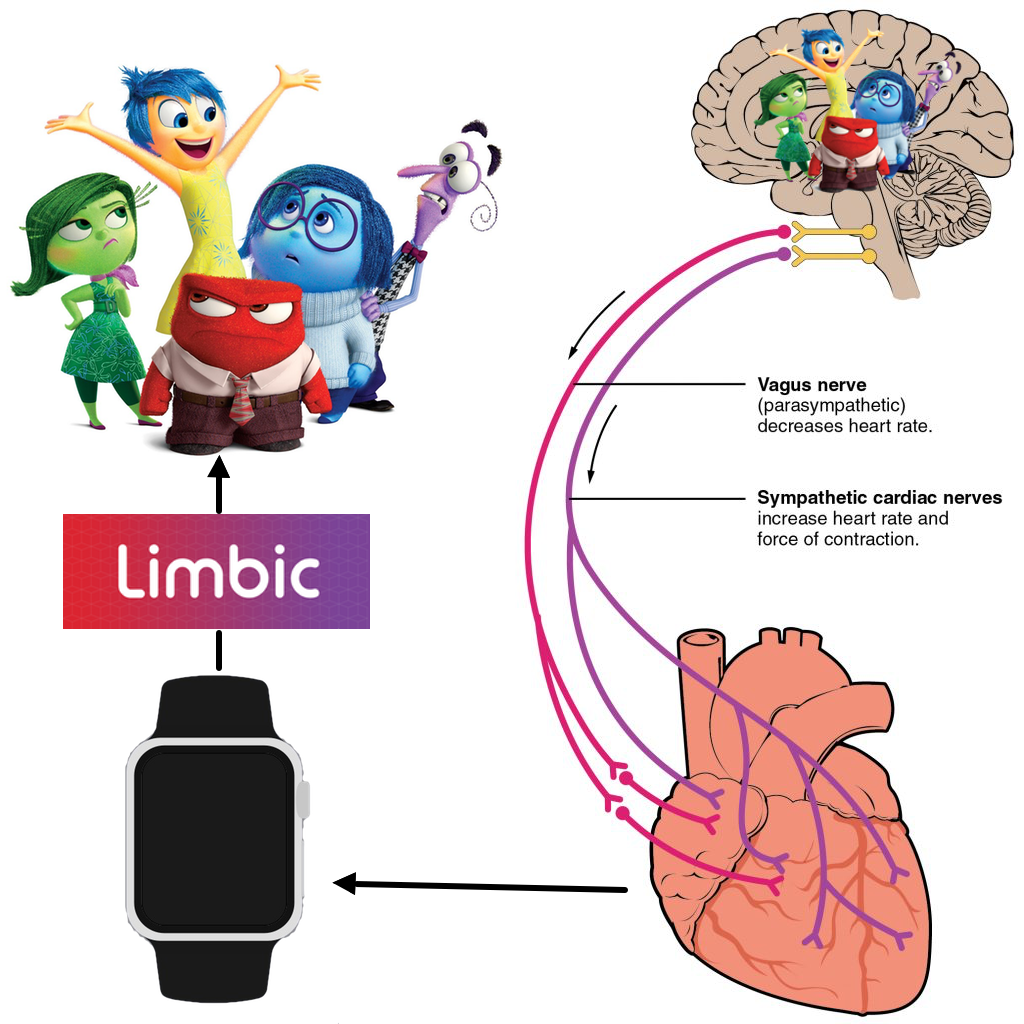 Vagus nerve
(parasympathetic)
decreases heart rate.
Sympathetic cardiac nerves
increase heart rate and
force of contraction.
Limbic